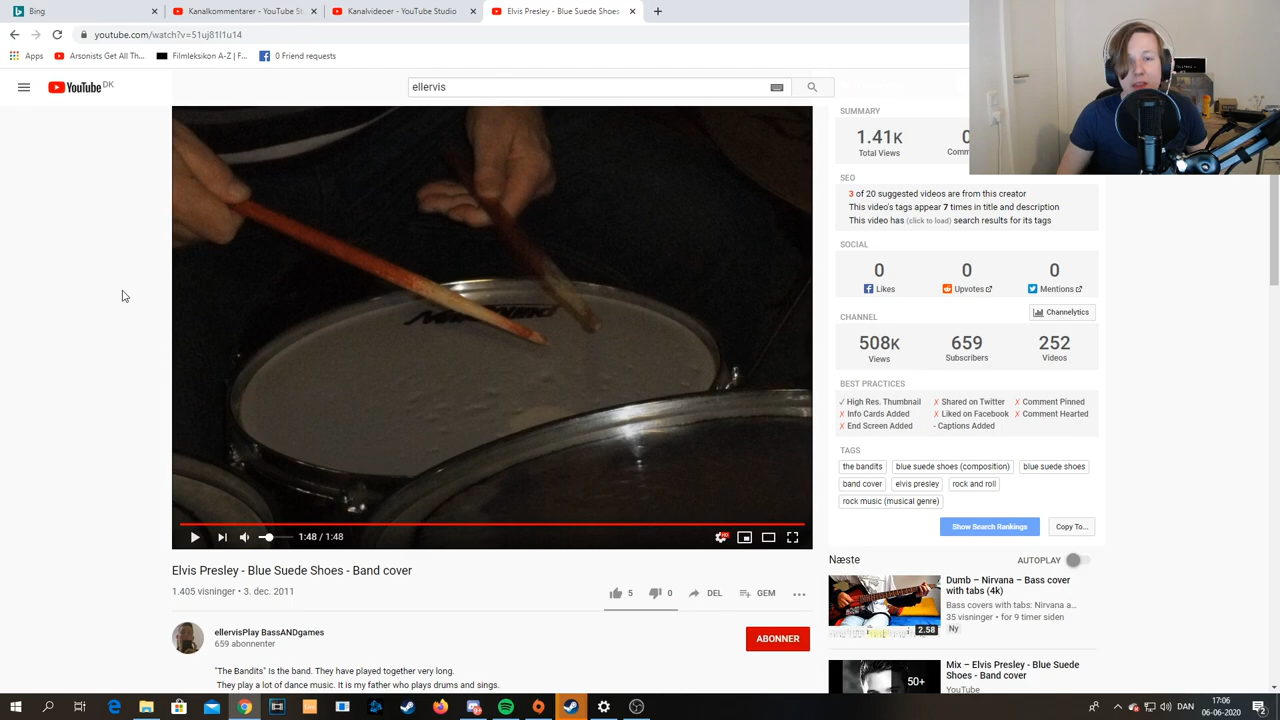 Bing
Kanalkommentarer - YouTube St
Kanalvideoer - YouTube Studio
Elvis Presley - Blue Suede Shoes
youtube.com/watch?v=51uj81I1u14
Apps
Arsonists Get All Th...
Filmleksikon A-Z | F...
0 Friend requests
YouTube DK
ellervis
SUMMARY
1.41K
Total Views
SEO
3 of 20 suggested videos are from this creator
This video's tags appear 7 times in title and description
This video has (click to load) search results for its tags
SOCIAL
0 0 0
Likes Upvotes Mentions
CHANNEL
Channelytics
508K 659 252
Views Subscribers Videos
BEST PRACTICES
✓ High Res. Thumbnail ✗ Shared on Twitter ✗ Comment Pinned
✗ Info Cards Added ✗ Liked on Facebook ✗ Comment Hearted
✗ End Screen Added - Captions Added
TAGS
the bandits blue suede shoes (composition) blue suede shoes
band cover elvis presley rock and roll
rock music (musical genre)
Show Search Rankings Copy To...
1:48 / 1:48
HD
Elvis Presley - Blue Suede Shoes - Band cover
1.405 visninger • 3. dec. 2011
5 0 DEL GEM
ellervisPlay BassANDgames
659 abonnenter
ABONNER
"The Bandits" is the band. They have played together very long.
They play a lot of dance music. It is my father who plays drums and sings.
Næste
AUTOPLAY
Dumb – Nirvana – Bass cover
with tabs (4k)
Bass covers with tabs: Nirvana a...
35 visninger • for 9 timer siden
Ny
2.58
Mix – Elvis Presley - Blue Suede
Shoes - Band cover
YouTube
50+
DAN
17:06
06-06-2020